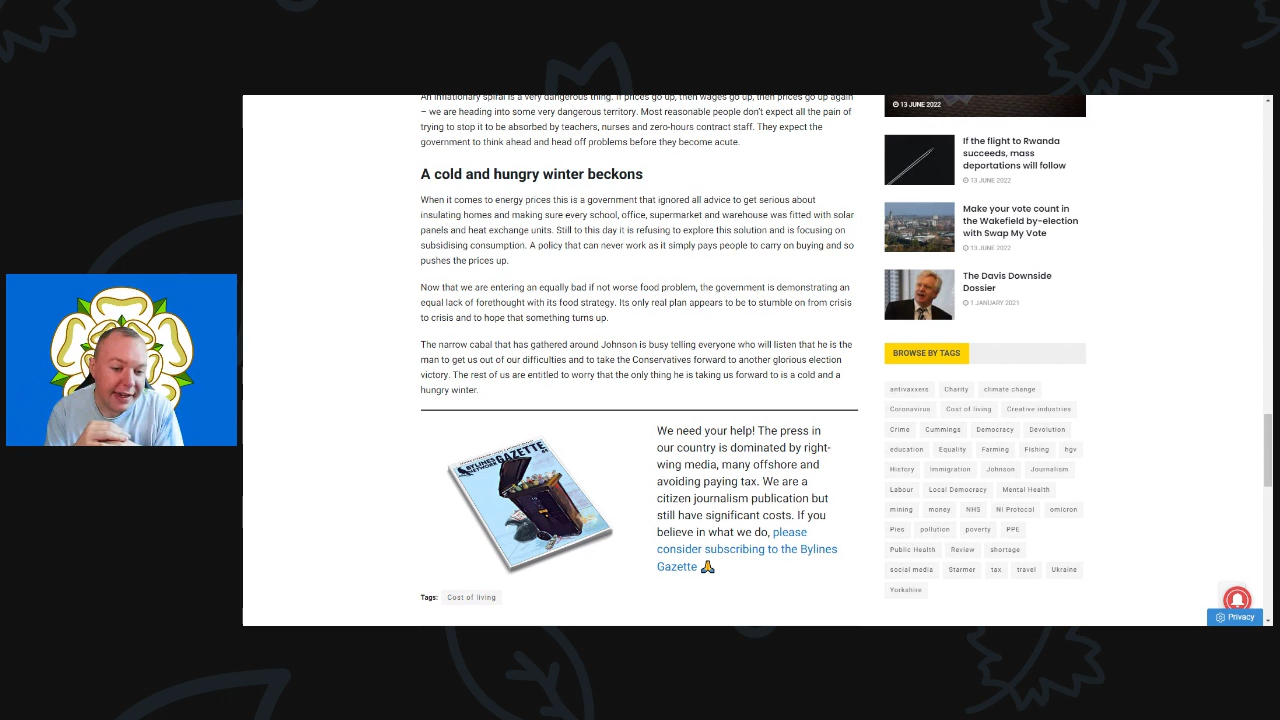 An inflationary spiral is a very dangerous thing. If prices go up, then wages go up, then prices go up again
– we are heading into some very dangerous territory. Most reasonable people don't expect all the pain of
trying to stop it to be absorbed by teachers, nurses and zero-hours contract staff. They expect the
government to think ahead and head off problems before they become acute.
A cold and hungry winter beckons
When it comes to energy prices this is a government that ignored all advice to get serious about
insulating homes and making sure every school, office, supermarket and warehouse was fitted with solar
panels and heat exchange units. Still to this day it is refusing to explore this solution and is focusing on
subsidising consumption. A policy that can never work as it simply pays people to carry on buying and so
pushes the prices up.
Now that we are entering an equally bad if not worse food problem, the government is demonstrating an
equal lack of forethought with its food strategy. Its only real plan appears to be to stumble on from crisis
to crisis and to hope that something turns up.
The narrow cabal that has gathered around Johnson is busy telling everyone who will listen that he is the
man to get us out of our difficulties and to take the Conservatives forward to another glorious election
victory. The rest of us are entitled to worry that the only thing he is taking us forward to is a cold and a
hungry winter.
GAZETTE
We need your help! The press in
our country is dominated by right-
wing media, many offshore and
avoiding paying tax. We are a
citizen journalism publication but
still have significant costs. If you
believe in what we do, please
consider subscribing to the Bylines
Gazette 🙏
Tags: Cost of living
13 JUNE 2022
If the flight to Rwanda
succeeds, mass
deportations will follow
13 JUNE 2022
Make your vote count in
the Wakefield by-election
with Swap My Vote
13 JUNE 2022
The Davis Downside
Dossier
1 JANUARY 2021
BROWSE BY TAGS
antivaxxers Charity climate change
Coronavirus Cost of living Creative industries
Crime Cummings Democracy Devolution
education Equality Farming Fishing hgv
History Immigration Johnson Journalism
Labour Local Democracy Mental Health
mining money NHS NI Protocol omicron
Pies pollution poverty PPE
Public Health Review shortage
social media Starmer tax travel Ukraine
Yorkshire
Privacy